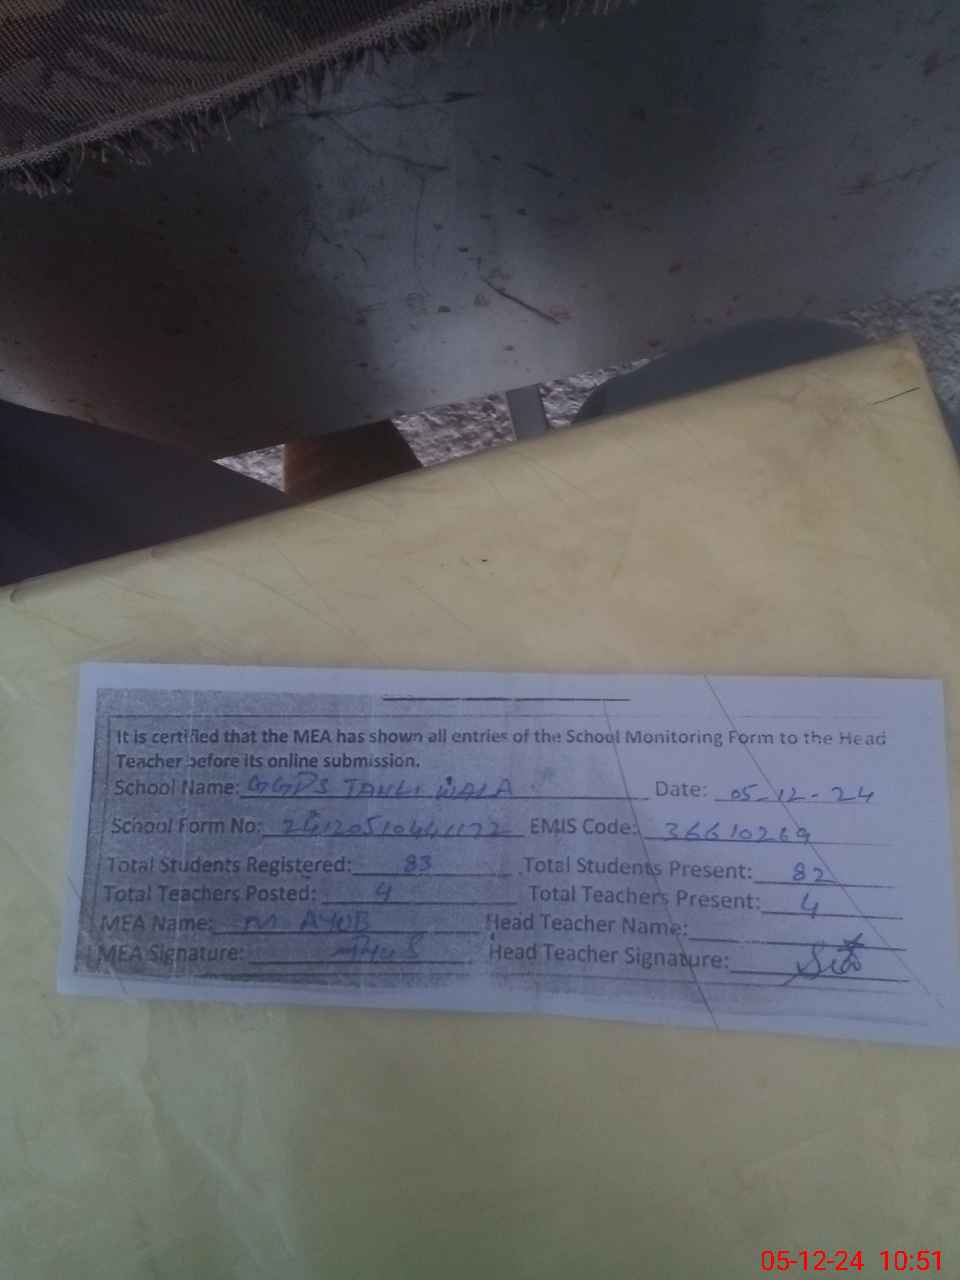 It is certified that the MEA has shown all entries of the School Monitoring Form to the Head
Teacher before its online submission.
School Name: GGPS WALA Date: 05-12-24
School Form No: EMIS Code: 36610269
Total Students Registered: 83 Total Students Present: 82
Total Teachers Posted: 4 Total Teachers Present: 4
MEA Name: M AYUB Head Teacher Name:
MEA Signature: Head Teacher Signature:
05-12-24 10:51